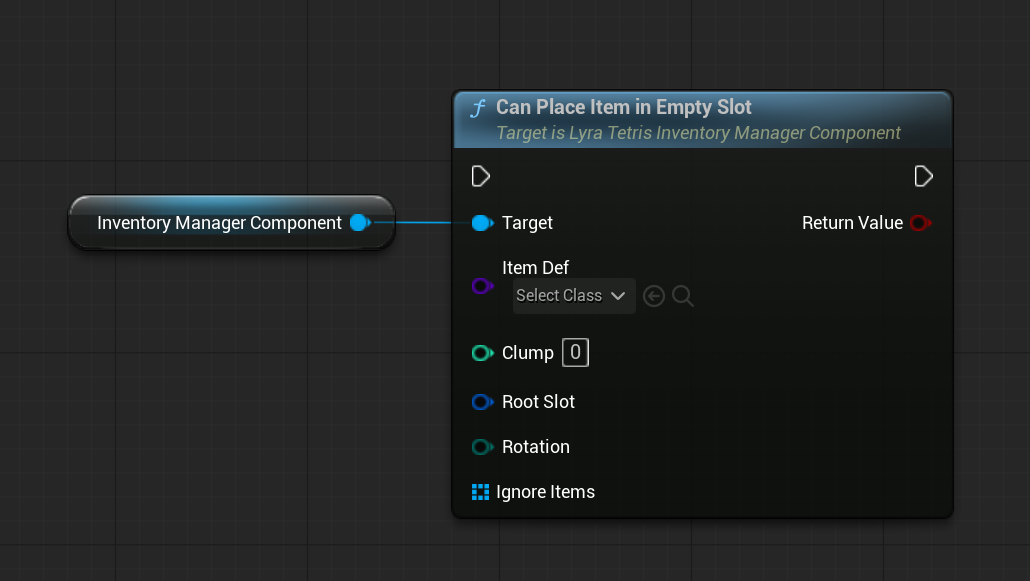 Can Place Item in Empty Slot
Target is Lyra Tetris Inventory Manager Component
Inventory Manager Component
Target
Return Value
Item Def
Select Class
Clump 0
Root Slot
Rotation
Ignore Items